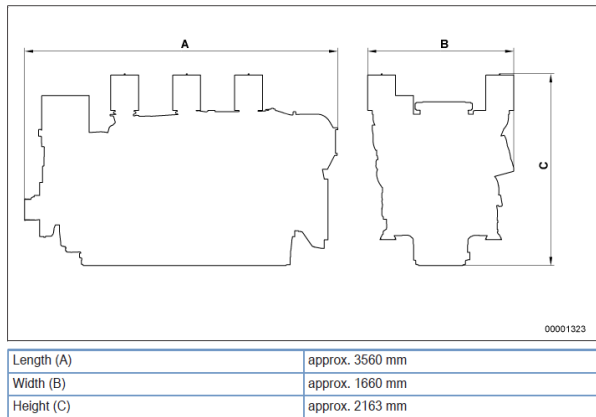 A
B
C
00001323
Length (A) approx. 3560 mm
Width (B) approx. 1660 mm
Height (C) approx. 2163 mm